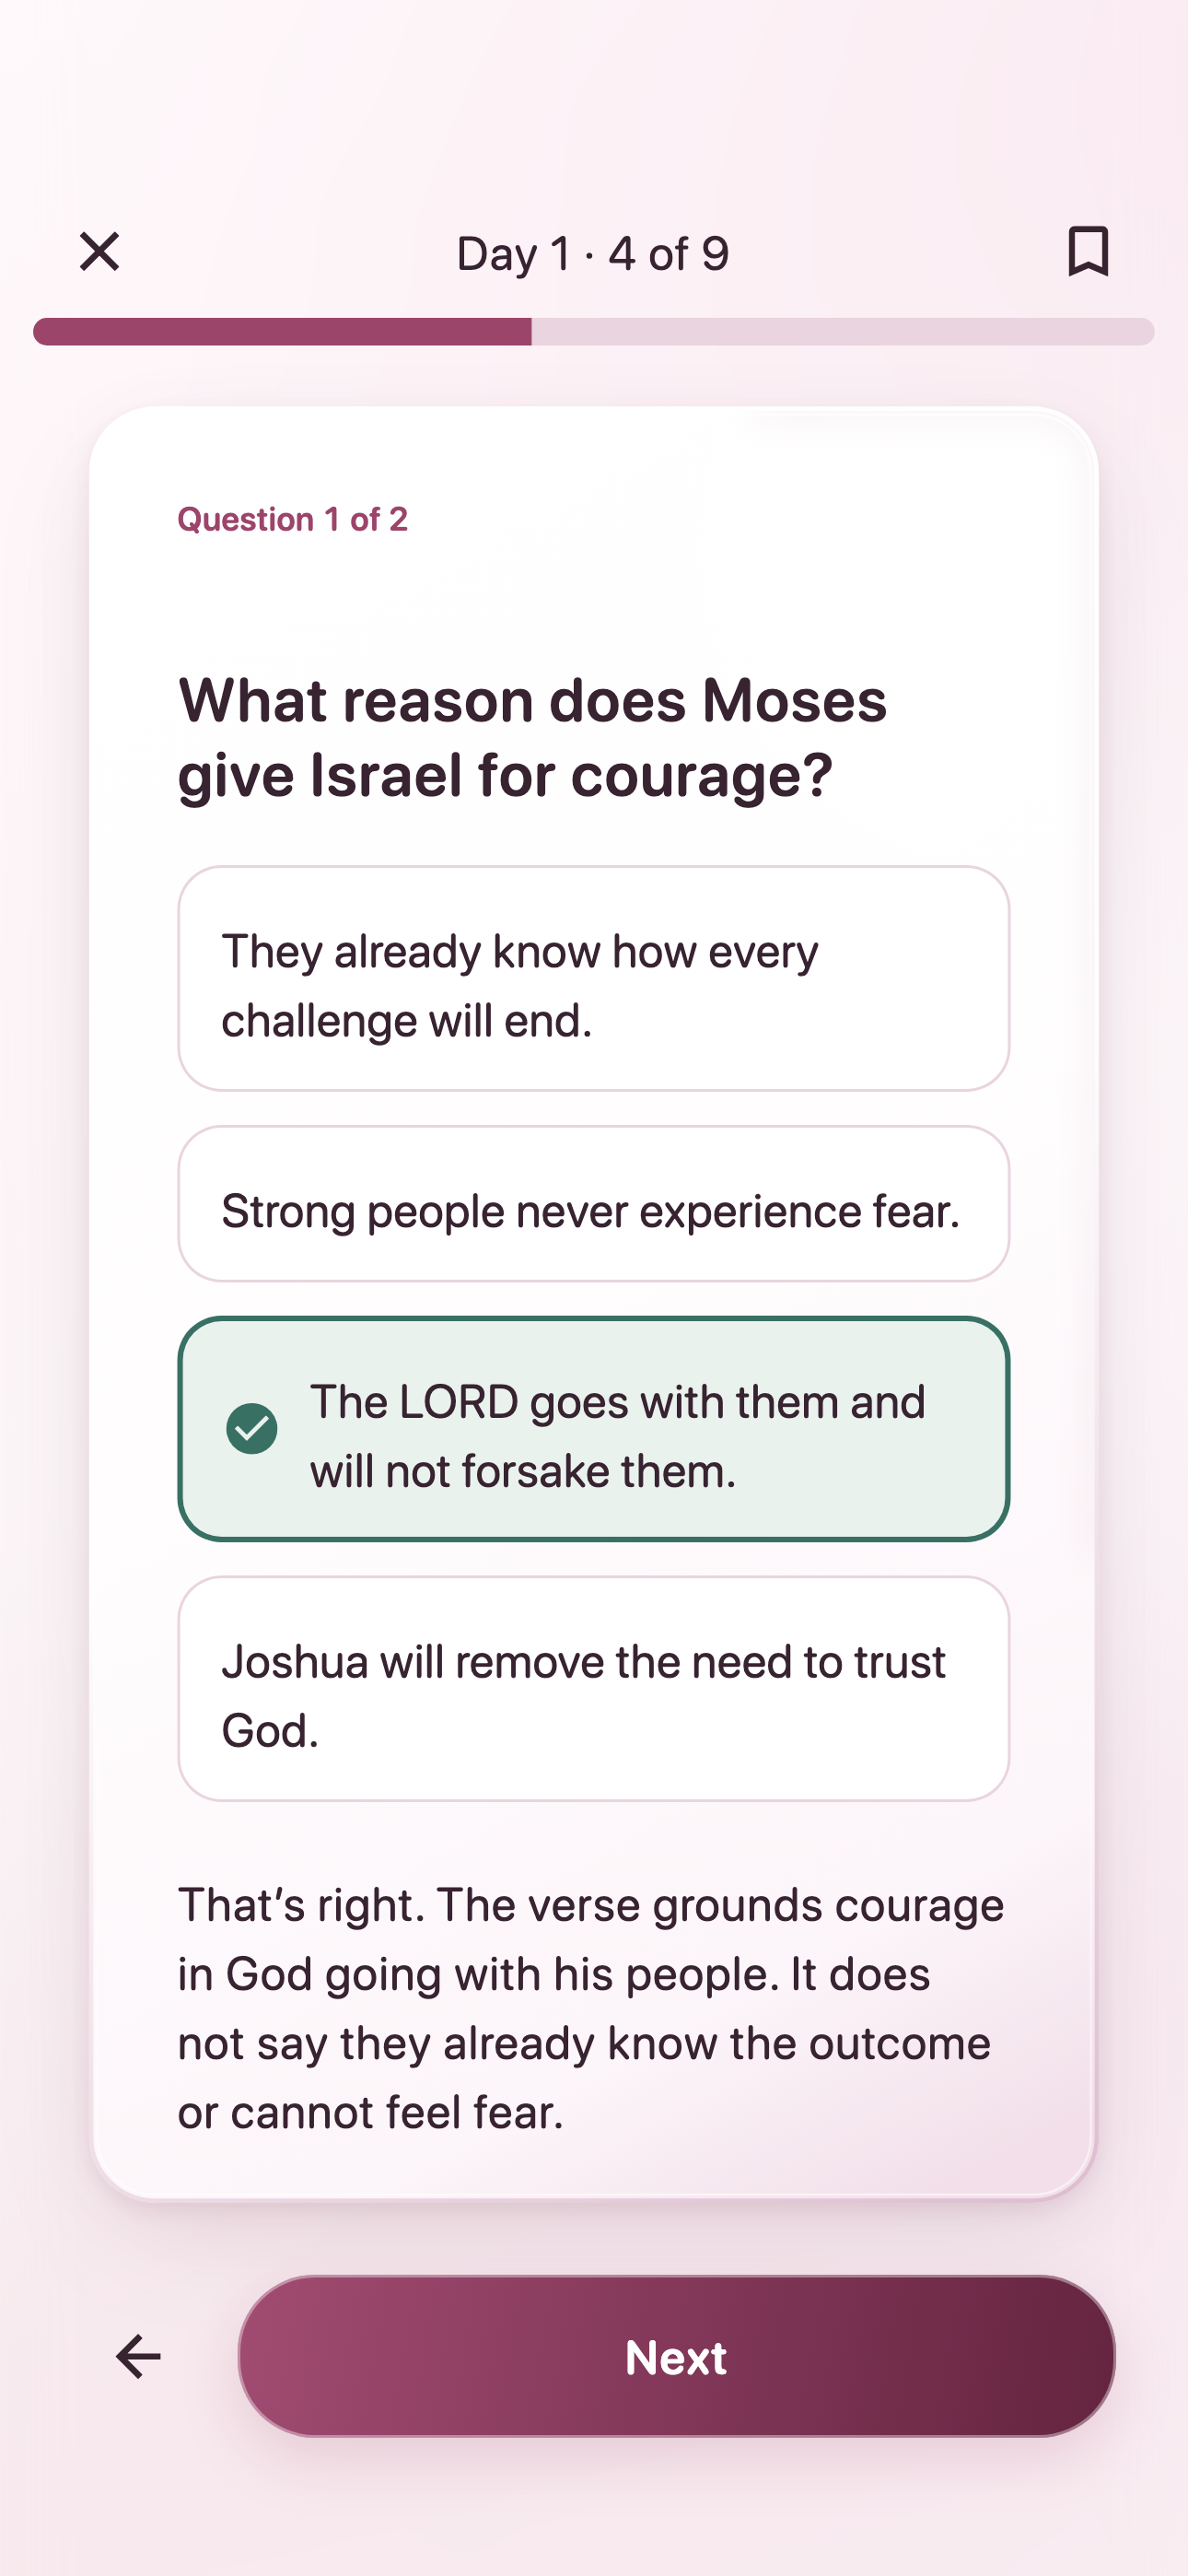 Day 1 · 4 of 9
Question 1 of 2
What reason does Moses
give Israel for courage?
They already know how every
challenge will end.
Strong people never experience fear.
The LORD goes with them and
will not forsake them.
Joshua will remove the need to trust
God.
That’s right. The verse grounds courage
in God going with his people. It does
not say they already know the outcome
or cannot feel fear.
Next